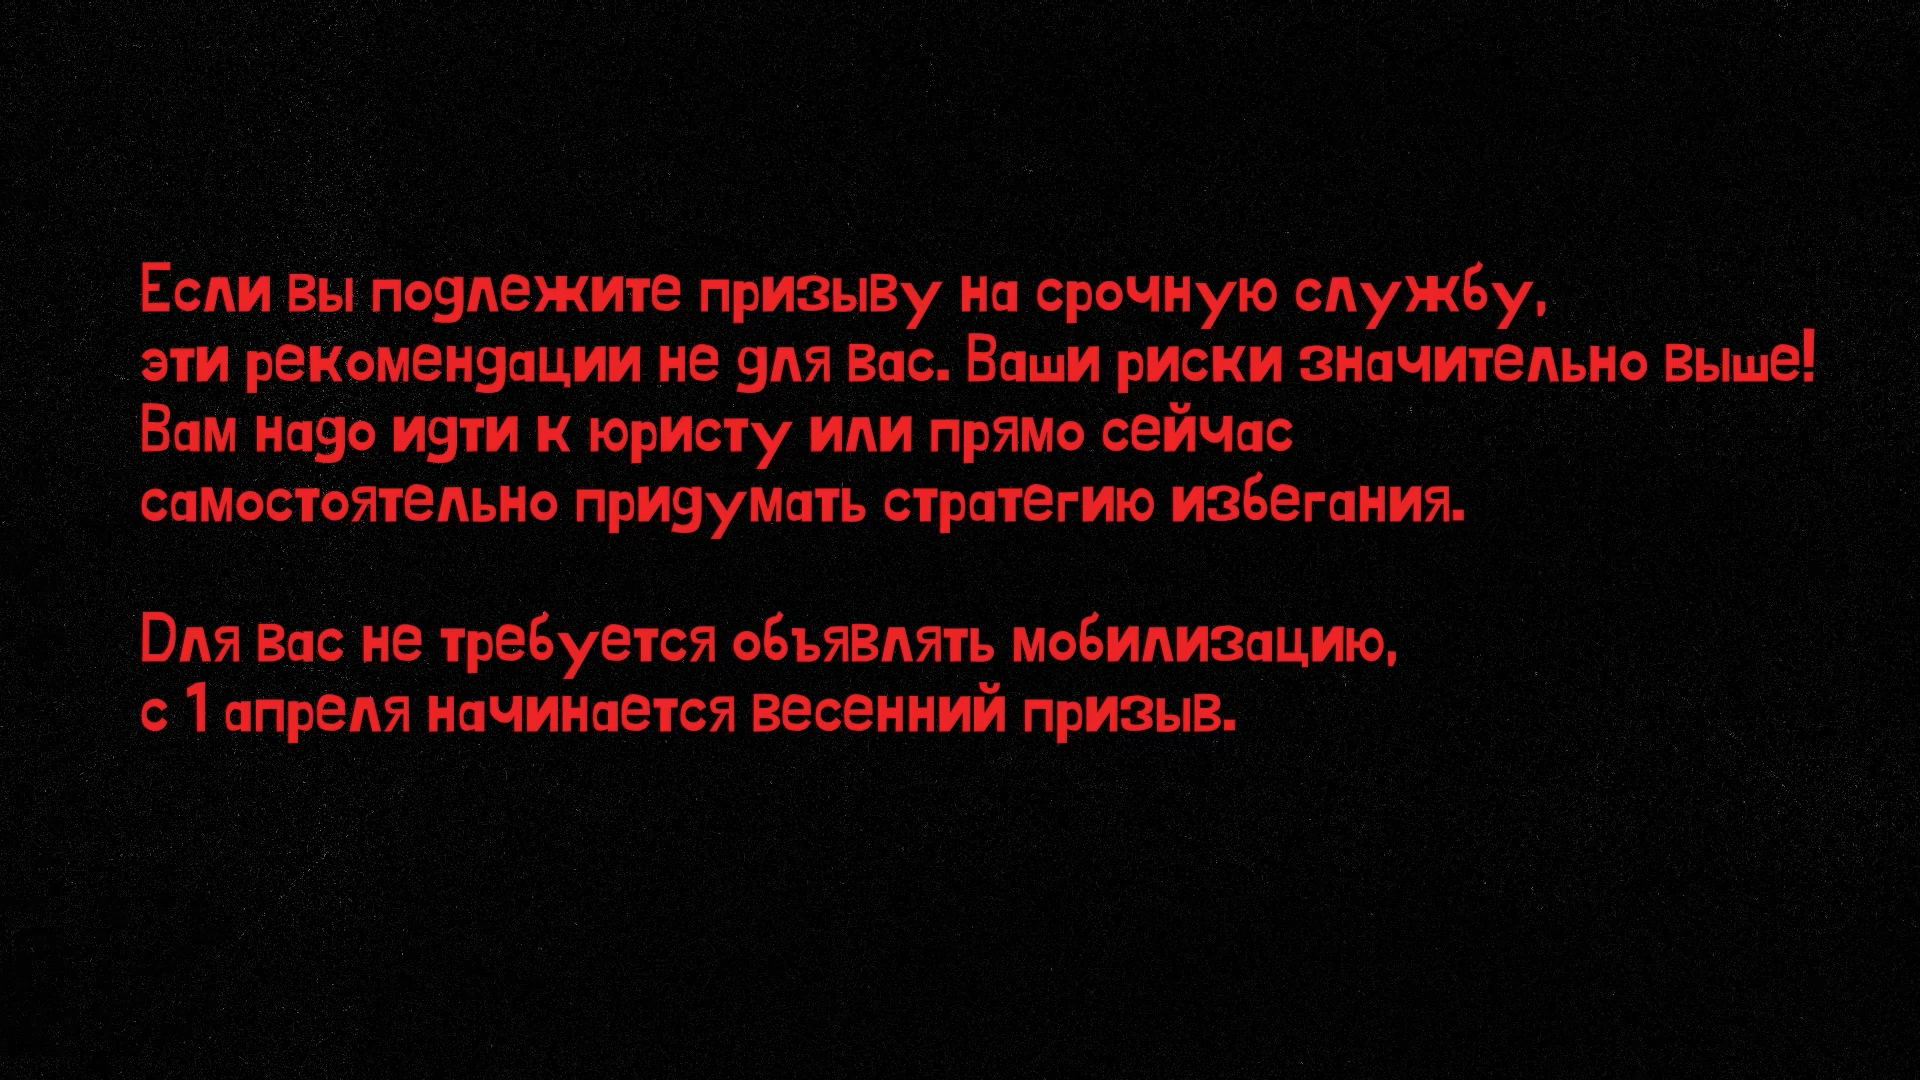 Если вы подлежите призыву на срочную службу,
эти рекомендации не для вас. Ваши риски значительно выше!
Вам надо идти к юристу или прямо сейчас
самостоятельно придумать стратегию избегания.
Для вас не требуется объявлять мобилизацию,
с 1 апреля начинается весенний призыв.